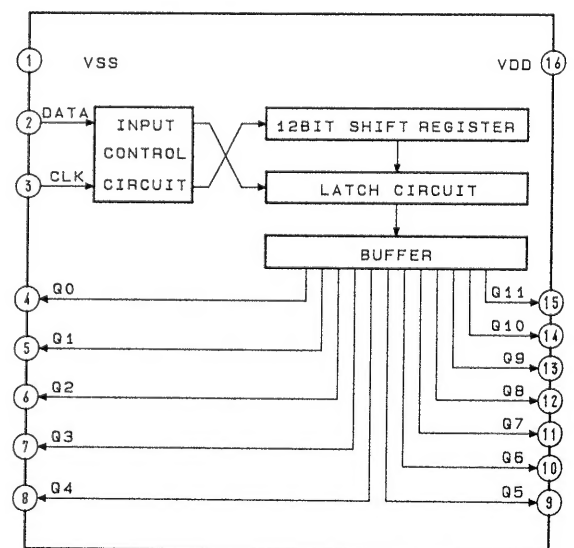 1 VSS VDD 16
2 DATA INPUT 12BIT SHIFT REGISTER
CONTROL
3 CLK CIRCUIT LATCH CIRCUIT
BUFFER
4 Q0 Q11 15
Q10 14
5 Q1 Q9 13
6 Q2 Q8 12
7 Q3 Q7 11
Q6 10
8 Q4 Q5 9